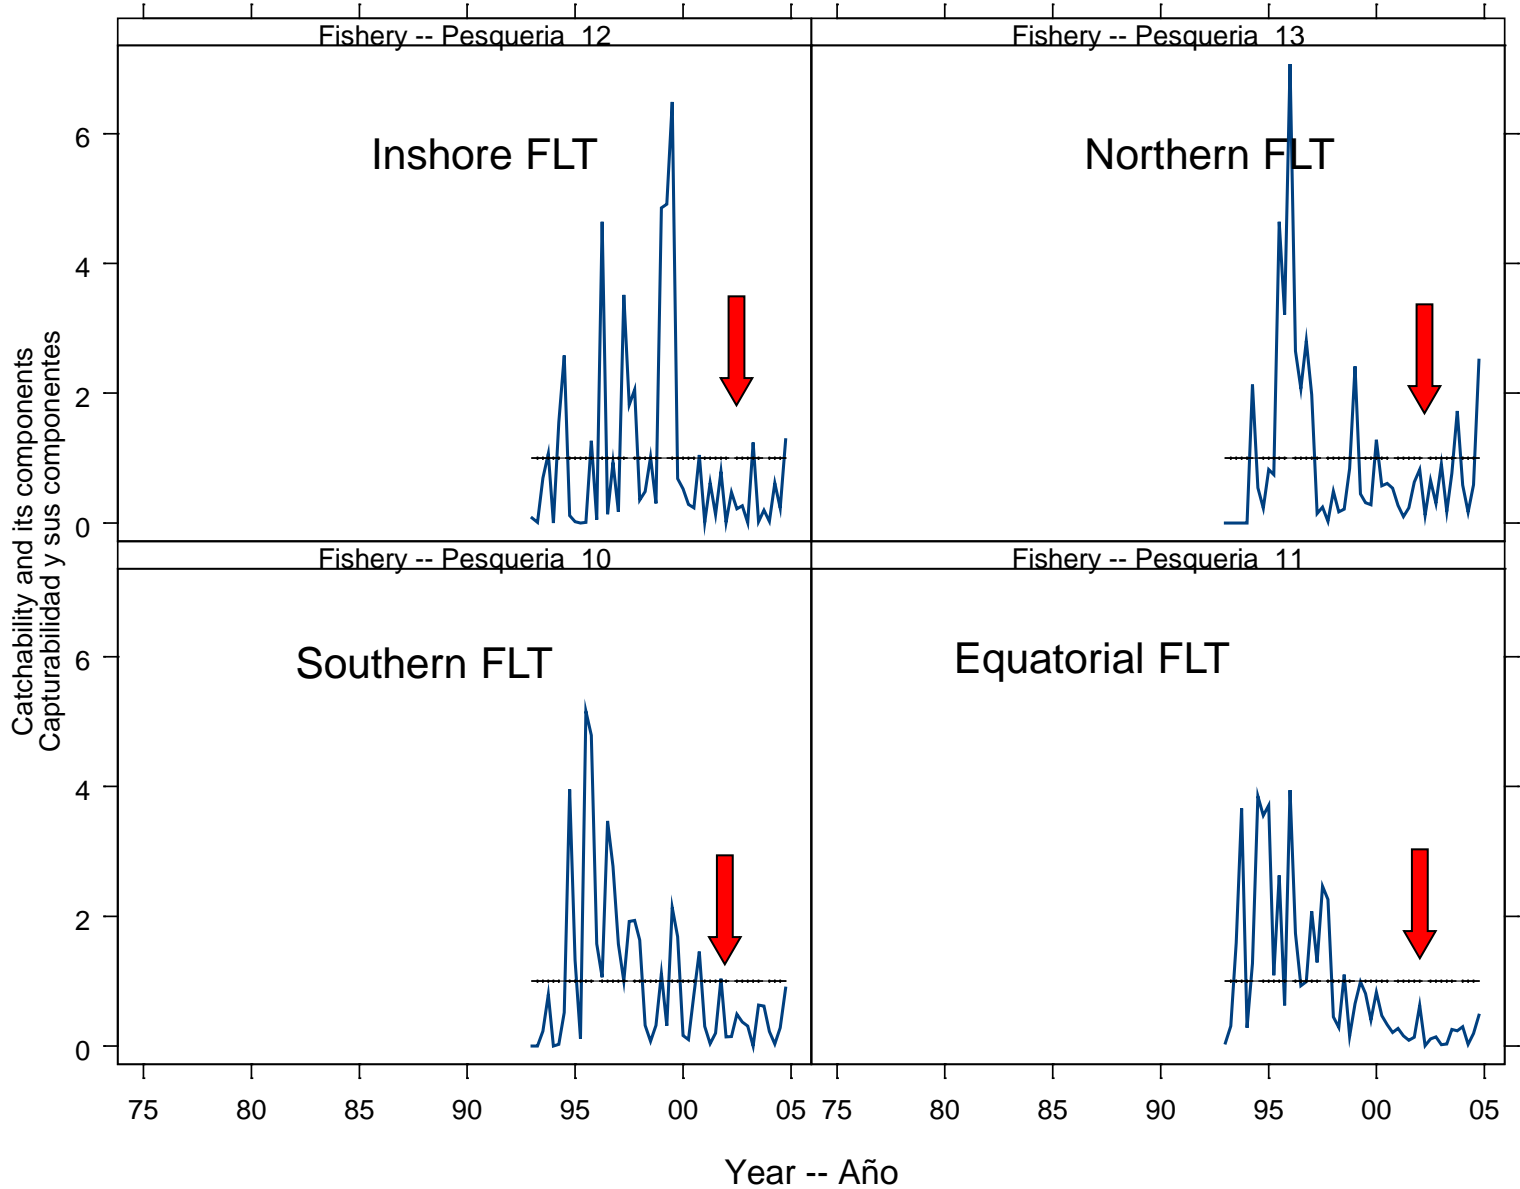 Fishery -- Pesqueria 12
Fishery -- Pesqueria 13
Inshore FLT
Northern FLT
6
4
2
0
Fishery -- Pesqueria 10
Fishery -- Pesqueria 11
Southern FLT
Equatorial FLT
6
4
2
0
Catchability and its components
Capturabilidad y sus componentes
75 80 85 90 95 00 05 75 80 85 90 95 00 05
Year -- Año